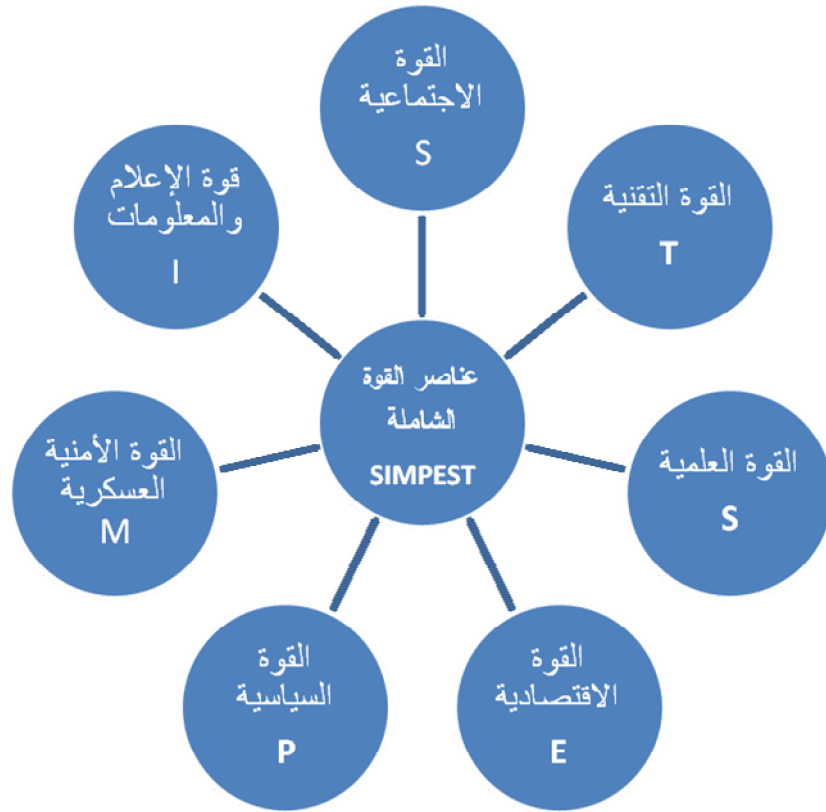 القوة
الاجتماعية
S
القوة التقنية
T
القوة العلمية
S
القوة
الاقتصادية
E
القوة
السياسية
P
القوة الأمنية
العسكرية
M
قوة الإعلام
والمعلومات
I
عناصر القوة
الشاملة
SIMPEST